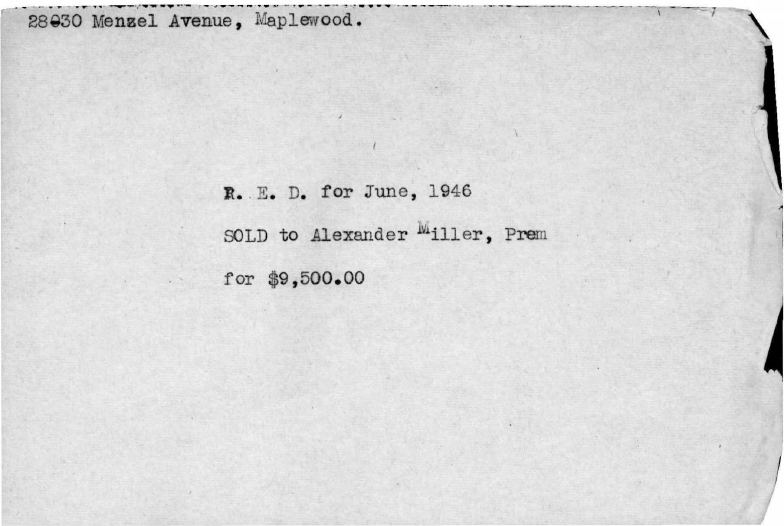 28030 Menzel Avenue, Maplewood.
R. E. D. for June, 1946
SOLD to Alexander Miller, Prem
for $9,500.00